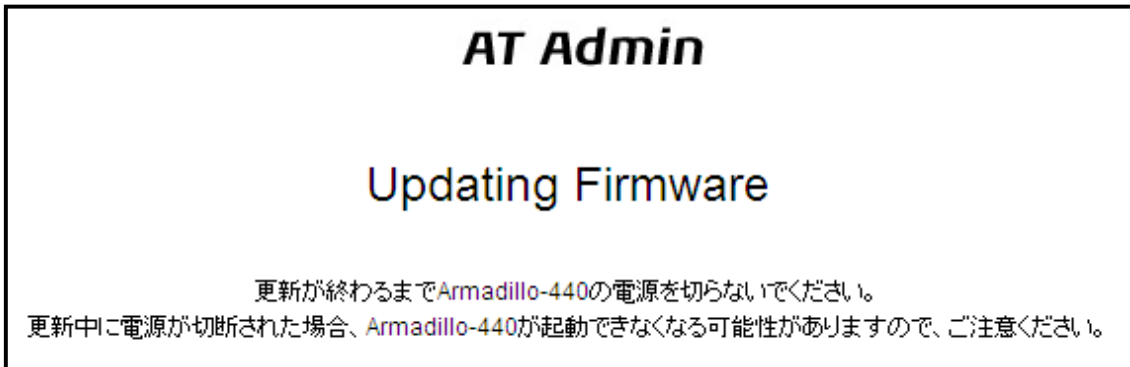 AT Admin
Updating Firmware
更新が終わるまでArmadillo-440の電源を切らないでください。
更新中に電源が切断された場合、Armadillo-440が起動できなくなる可能性がありますので、ご注意ください。